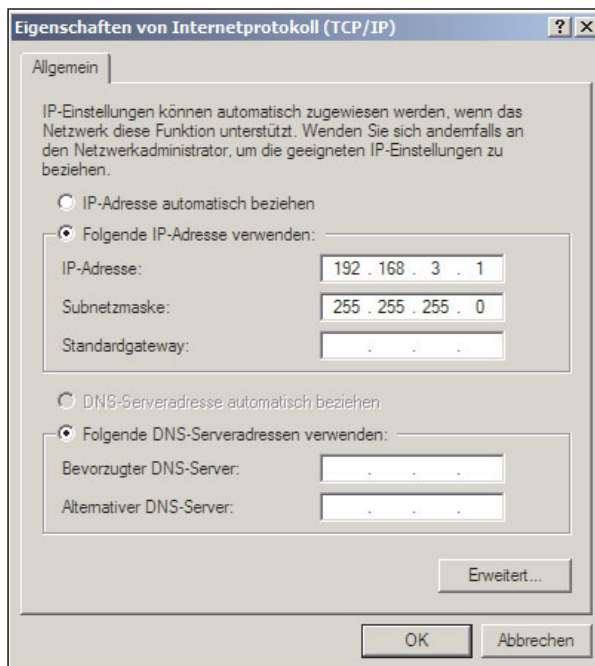 Eigenschaften von Internetprotokoll (TCP/IP)
Allgemein
IP-Einstellungen können automatisch zugewiesen werden, wenn das
Netzwerk diese Funktion unterstützt. Wenden Sie sich andernfalls an
den Netzwerkadministrator, um die geeigneten IP-Einstellungen zu
beziehen.
IP-Adresse automatisch beziehen
Folgende IP-Adresse verwenden:
IP-Adresse: 192 . 168 . 3 . 1
Subnetzmaske: 255 . 255 . 255 . 0
Standardgateway: . . .
DNS-Serveradresse automatisch beziehen
Folgende DNS-Serveradressen verwenden:
Bevorzugter DNS-Server: . . .
Alternativer DNS-Server: . . .
Erweitert...
OK Abbrechen